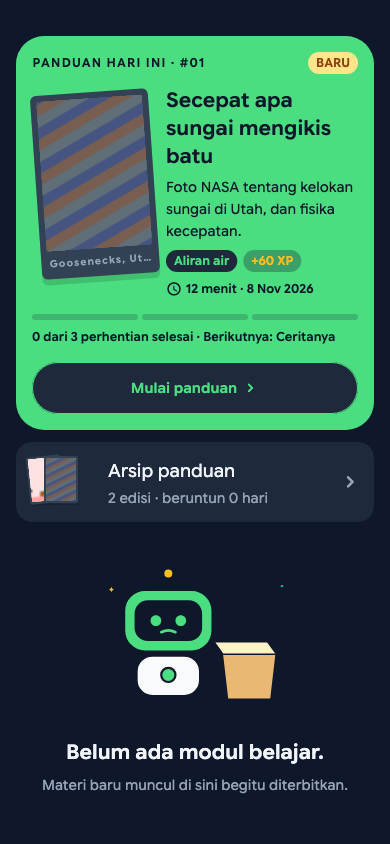 PANDUAN HARI INI · #01
BARU
Secepat apa
sungai mengikis
batu
Foto NASA tentang kelokan
sungai di Utah, dan fisika
kecepatan.
Goosenecks, Ut…
Aliran air
+60 XP
12 menit · 8 Nov 2026
0 dari 3 perhentian selesai · Berikutnya: Ceritanya
Mulai panduan
Arsip panduan
2 edisi · beruntun 0 hari
Belum ada modul belajar.
Materi baru muncul di sini begitu diterbitkan.